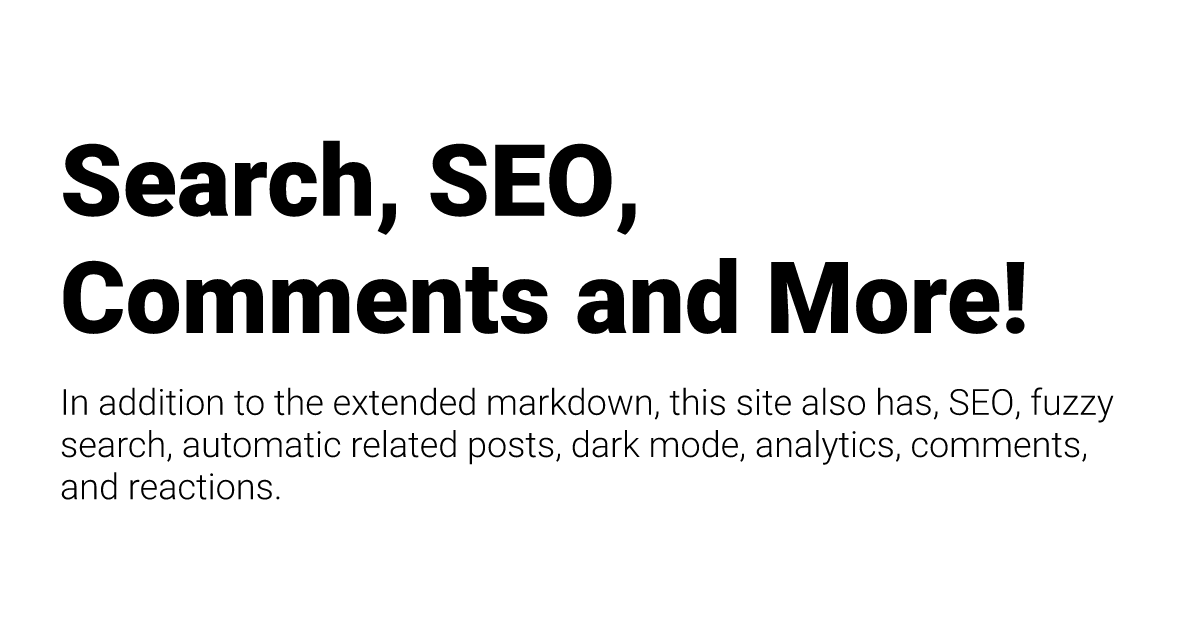 Search, SEO,
Comments and More!
In addition to the extended markdown, this site also has, SEO, fuzzy
search, automatic related posts, dark mode, analytics, comments,
and reactions.